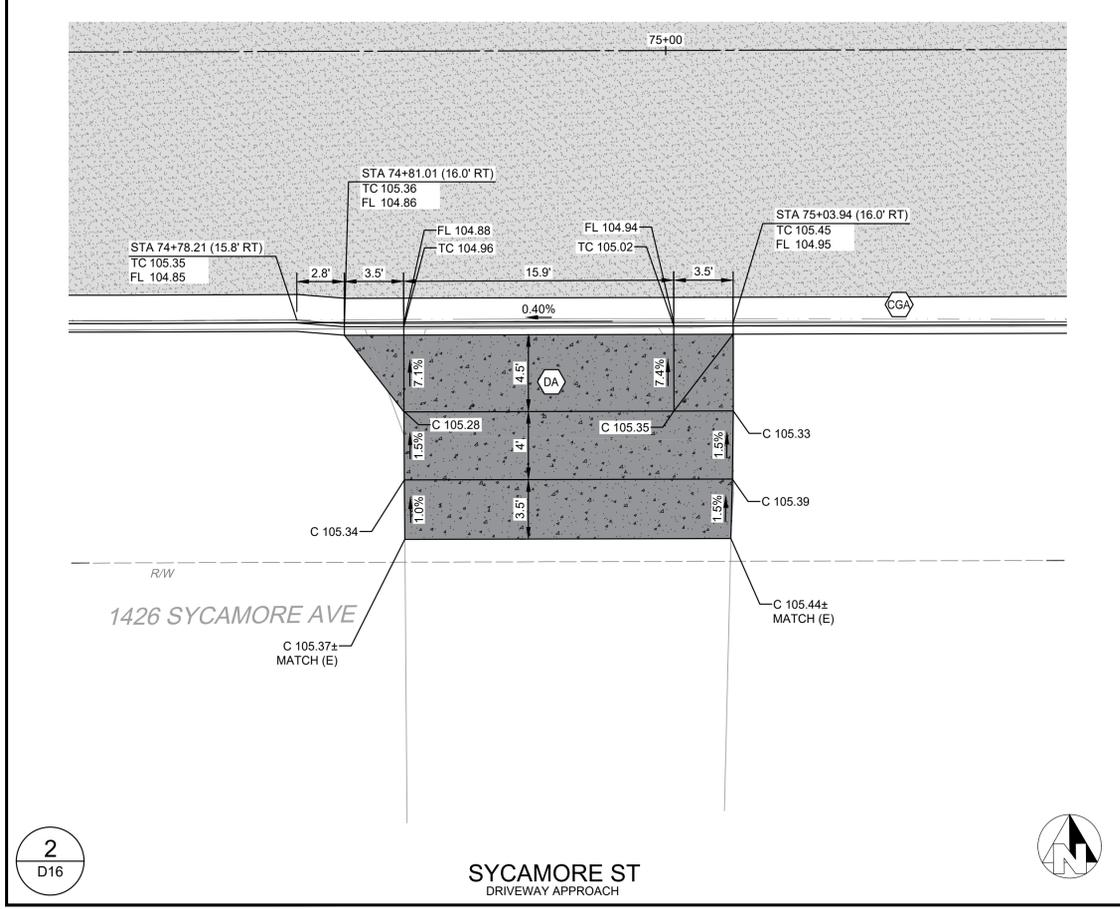 75+00
STA 74+81.01 (16.0' RT)
TC 105.36
FL 104.86
STA 75+03.94 (16.0' RT)
TC 105.45
FL 104.95
FL 104.88
TC 104.96
FL 104.94
TC 105.02
STA 74+78.21 (15.8' RT)
TC 105.35
FL 104.85
2.8'
3.5'
15.9'
3.5'
CGA
0.40%
7.1%
4.5'
DA
7.4%
C 105.28
C 105.35
C 105.33
1.5%
4'
1.5%
C 105.34
1.0%
3.5'
1.5%
C 105.39
R/W
1426 SYCAMORE AVE
C 105.44±
MATCH (E)
C 105.37±
MATCH (E)
2
D16
SYCAMORE ST
DRIVEWAY APPROACH
N